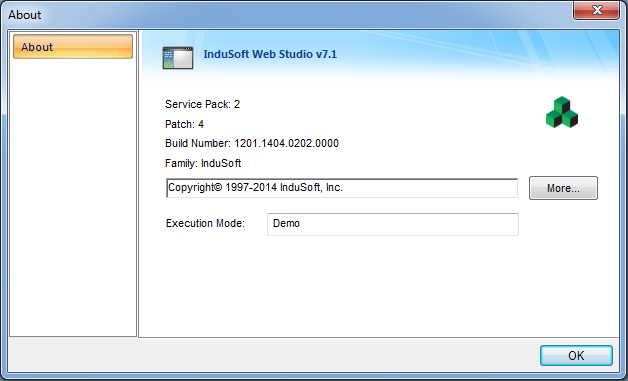 About
About
InduSoft Web Studio v7.1
Service Pack: 2
Patch: 4
Build Number: 1201.1404.0202.0000
Family: InduSoft
Copyright© 1997-2014 InduSoft, Inc.
More...
Execution Mode: Demo
OK